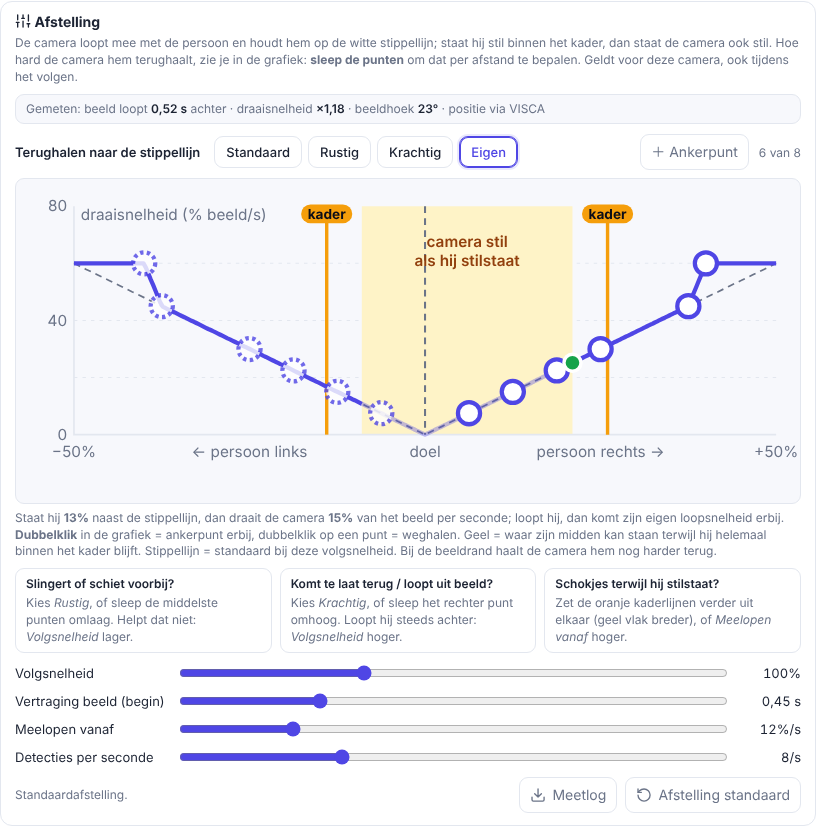 Afstelling
De camera loopt mee met de persoon en houdt hem op de witte stippellijn; staat hij stil binnen het kader, dan staat de camera ook stil. Hoe
hard de camera hem terughaalt, zie je in de grafiek: sleep de punten om dat per afstand te bepalen. Geldt voor deze camera, ook tijdens
het volgen.
Gemeten: beeld loopt 0,52 s achter · draaisnelheid ×1,18 · beeldhoek 23° · positie via VISCA
Terughalen naar de stippellijn Standaard Rustig Krachtig Eigen + Ankerpunt 6 van 8
80 draaisnelheid (% beeld/s) kader kader
camera stil
als hij stilstaat
40
0
−50% ← persoon links doel persoon rechts → +50%
Staat hij 13% naast de stippellijn, dan draait de camera 15% van het beeld per seconde; loopt hij, dan komt zijn eigen loopsnelheid erbij.
Dubbelklik in de grafiek = ankerpunt erbij, dubbelklik op een punt = weghalen. Geel = waar zijn midden kan staan terwijl hij helemaal
binnen het kader blijft. Stippellijn = standaard bij deze volgsnelheid. Bij de beeldrand haalt de camera hem nog harder terug.
Slingert of schiet voorbij?
Kies Rustig, of sleep de middelste
punten omlaag. Helpt dat niet:
Volgsnelheid lager.
Komt te laat terug / loopt uit beeld?
Kies Krachtig, of sleep het rechter punt
omhoog. Loopt hij steeds achter:
Volgsnelheid hoger.
Schokjes terwijl hij stilstaat?
Zet de oranje kaderlijnen verder uit
elkaar (geel vlak breder), of Meelopen
vanaf hoger.
Volgsnelheid 100%
Vertraging beeld (begin) 0,45 s
Meelopen vanaf 12%/s
Detecties per seconde 8/s
Standaardafstelling. Meetlog Afstelling standaard